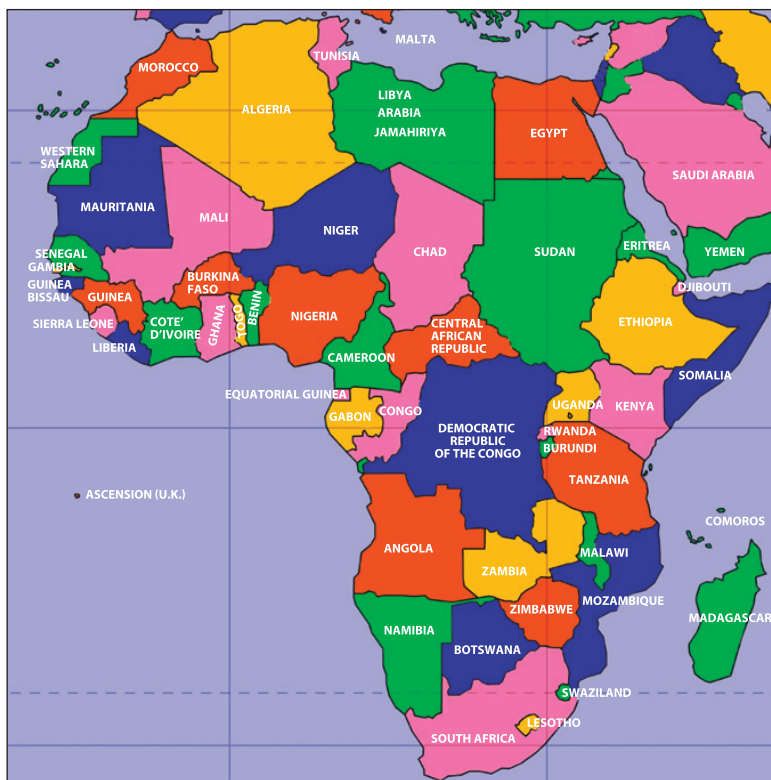 MALTA
TUNISIA
MOROCCO
ALGERIA
LIBYA
ARABIA
JAMAHIRIYA
EGYPT
WESTERN
SAHARA
SAUDI ARABIA
MAURITANIA
MALI
NIGER
CHAD
SUDAN
ERITREA
YEMEN
SENEGAL
GAMBIA
GUINEA
BISSAU
GUINEA
BURKINA
FASO
DJIBOUTI
SIERRA LEONE
LIBERIA
COTE'
D'IVOIRE
GHANA
TOGO
BENIN
NIGERIA
CENTRAL
AFRICAN
REPUBLIC
ETHIOPIA
CAMEROON
SOMALIA
EQUATORIAL GUINEA
GABON
CONGO
UGANDA
KENYA
DEMOCRATIC
REPUBLIC
OF THE CONGO
RWANDA
BURUNDI
TANZANIA
ASCENSION (U.K.)
COMOROS
ANGOLA
ZAMBIA
MALAWI
MOZAMBIQUE
ZIMBABWE
MADAGASCAR
NAMIBIA
BOTSWANA
SWAZILAND
LESOTHO
SOUTH AFRICA